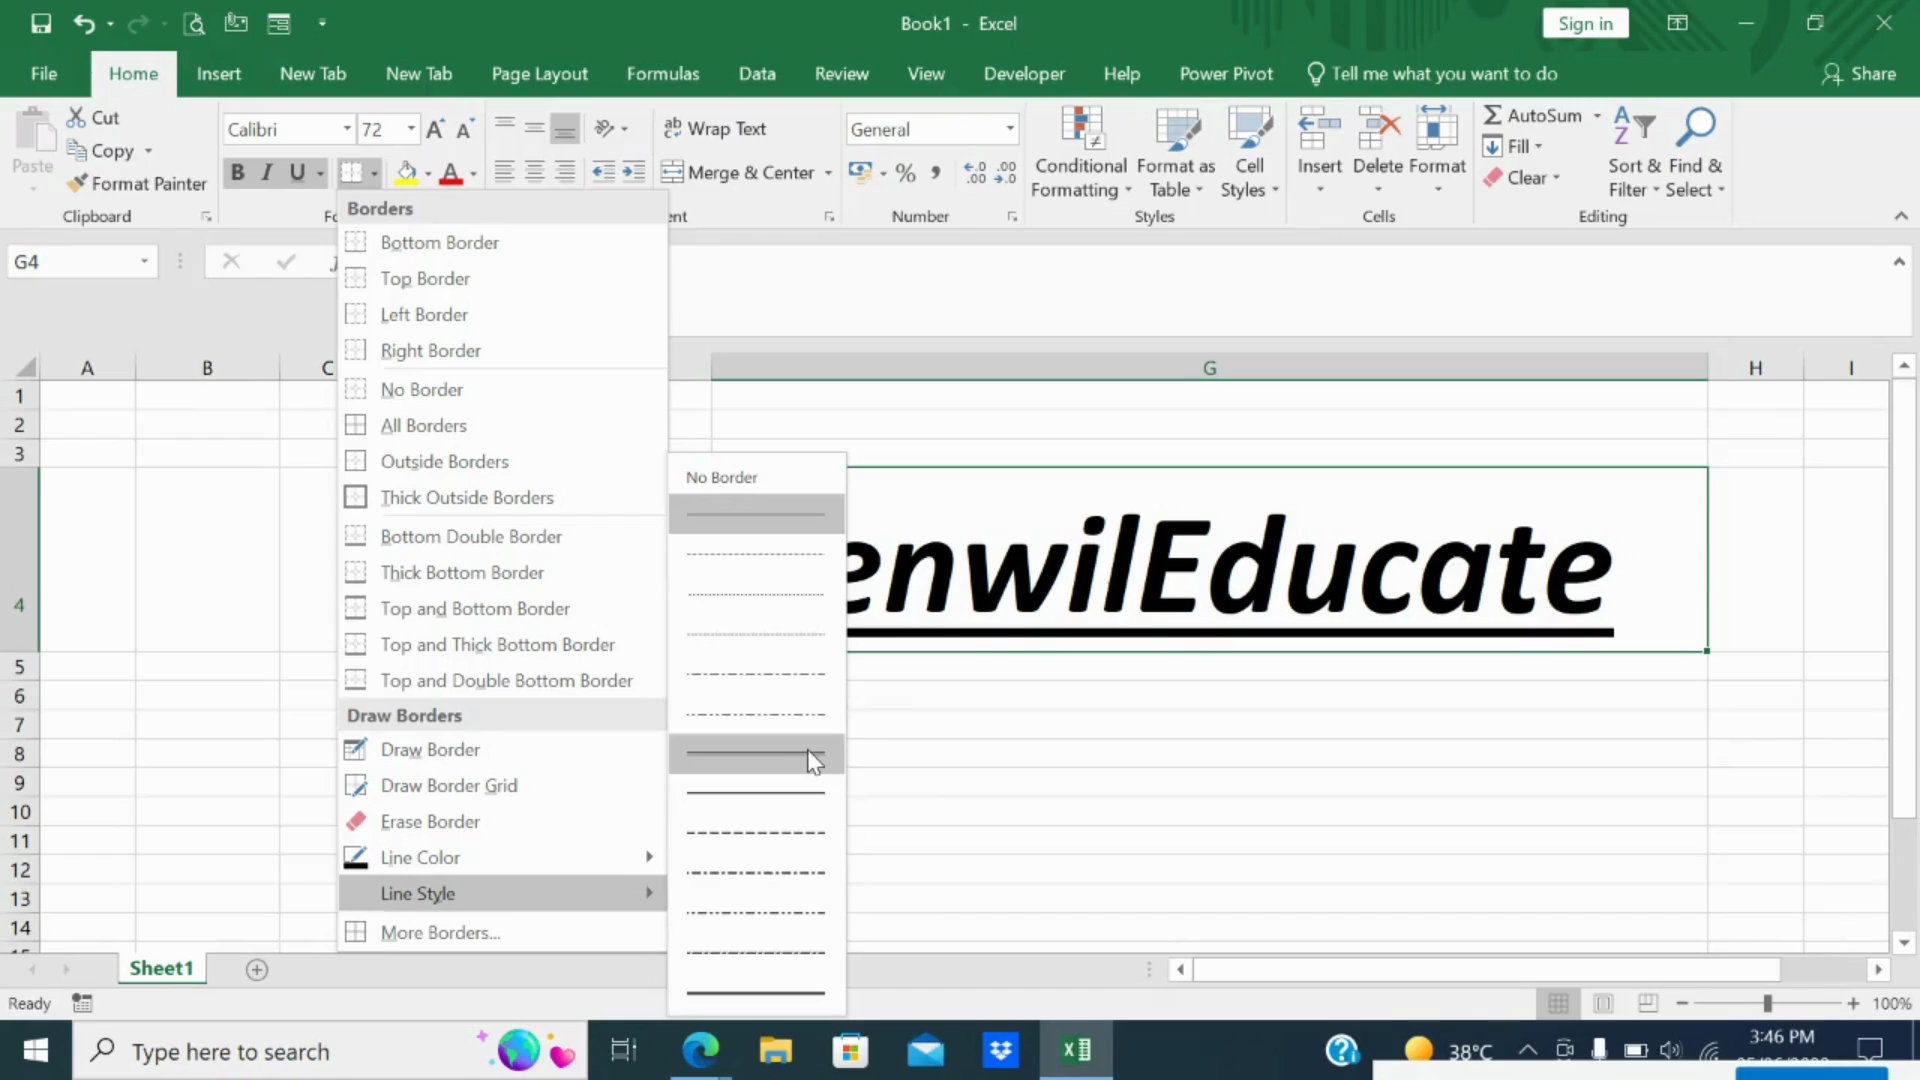 Book1 - Excel
Sign in
File
Home
Insert
New Tab
New Tab
Page Layout
Formulas
Data
Review
View
Developer
Help
Power Pivot
Tell me what you want to do
Share
Paste
Cut
Copy
Format Painter
Clipboard
Calibri
72
B I U
A
Wrap Text
Merge & Center
General
%
Number
Conditional Formatting
Format as Table
Cell Styles
Styles
Insert
Delete
Format
Cells
AutoSum
Fill
Clear
Sort & Filter
Find & Select
Editing
G4
Borders
Bottom Border
Top Border
Left Border
Right Border
No Border
All Borders
Outside Borders
Thick Outside Borders
Bottom Double Border
Thick Bottom Border
Top and Bottom Border
Top and Thick Bottom Border
Top and Double Bottom Border
Draw Borders
Draw Border
Draw Border Grid
Erase Border
Line Color
Line Style
More Borders...
No Border
A B C G H I
1
2
3
4
5
6
7
8
9
10
11
12
13
14
enwilEducate
Sheet1
Ready
100%
Type here to search
38°C
3:46 PM